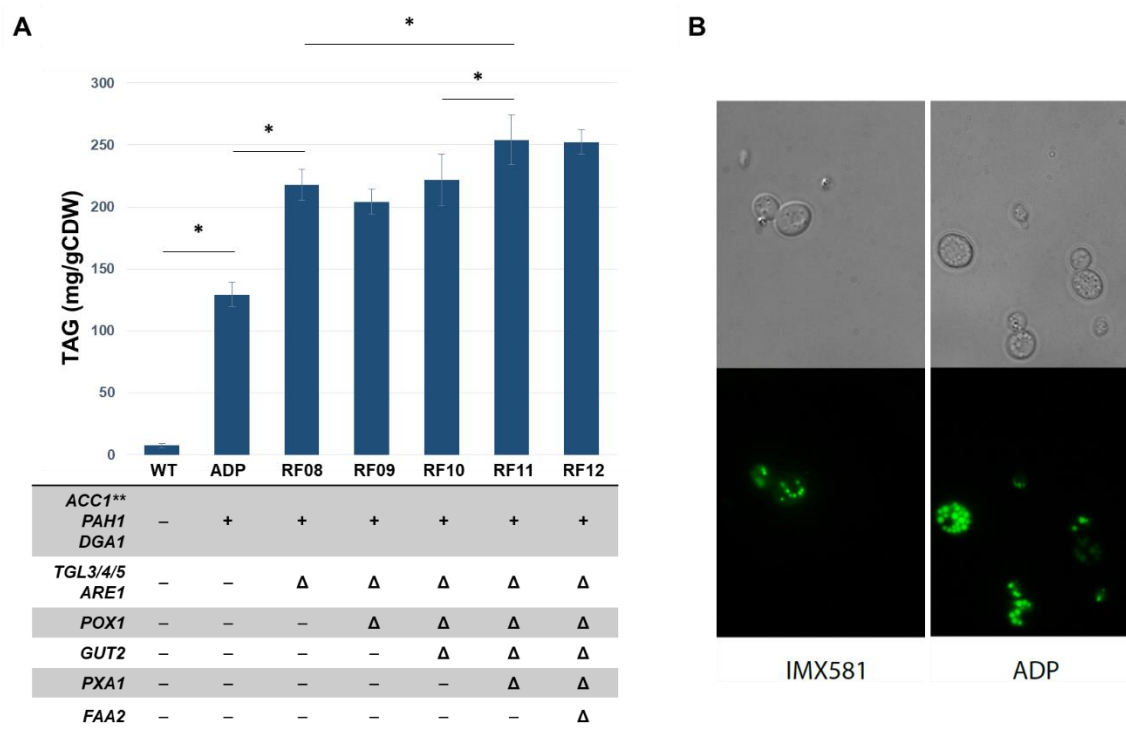 A
B
*
*
*
*
TAG (mg/gCDW)
300
250
200
150
100
50
0
WT ADP RF08 RF09 RF10 RF11 RF12
ACC1**
PAH1 – + + + + + +
DGA1
TGL3/4/5
ARE1 – – Δ Δ Δ Δ Δ
POX1 – – – Δ Δ Δ Δ
GUT2 – – – – Δ Δ Δ
PXA1 – – – – – Δ Δ
FAA2 – – – – – – Δ
IMX581 ADP